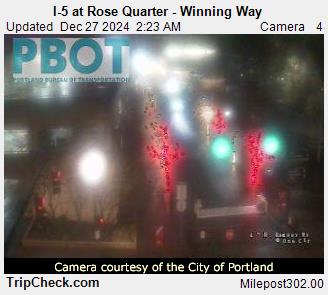 I-5 at Rose Quarter - Winning Way
Updated Dec 27 2024 2:23 AM Camera 4
PBOT
PORTLAND BUREAU OF TRANSPORTATION
Camera courtesy of the City of Portland
TripCheck.com Milepost302.00